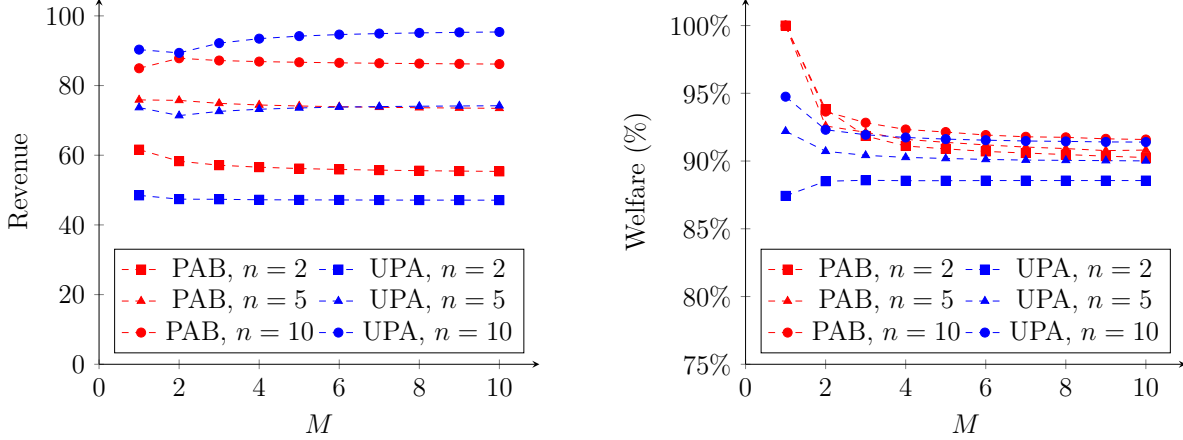 100
80
60
40
20
0
0 2 4 6 8 10
M
Revenue
PAB, n = 2 UPA, n = 2
PAB, n = 5 UPA, n = 5
PAB, n = 10 UPA, n = 10
100%
95%
90%
85%
80%
75%
0 2 4 6 8 10
M
Welfare (%)
PAB, n = 2 UPA, n = 2
PAB, n = 5 UPA, n = 5
PAB, n = 10 UPA, n = 10